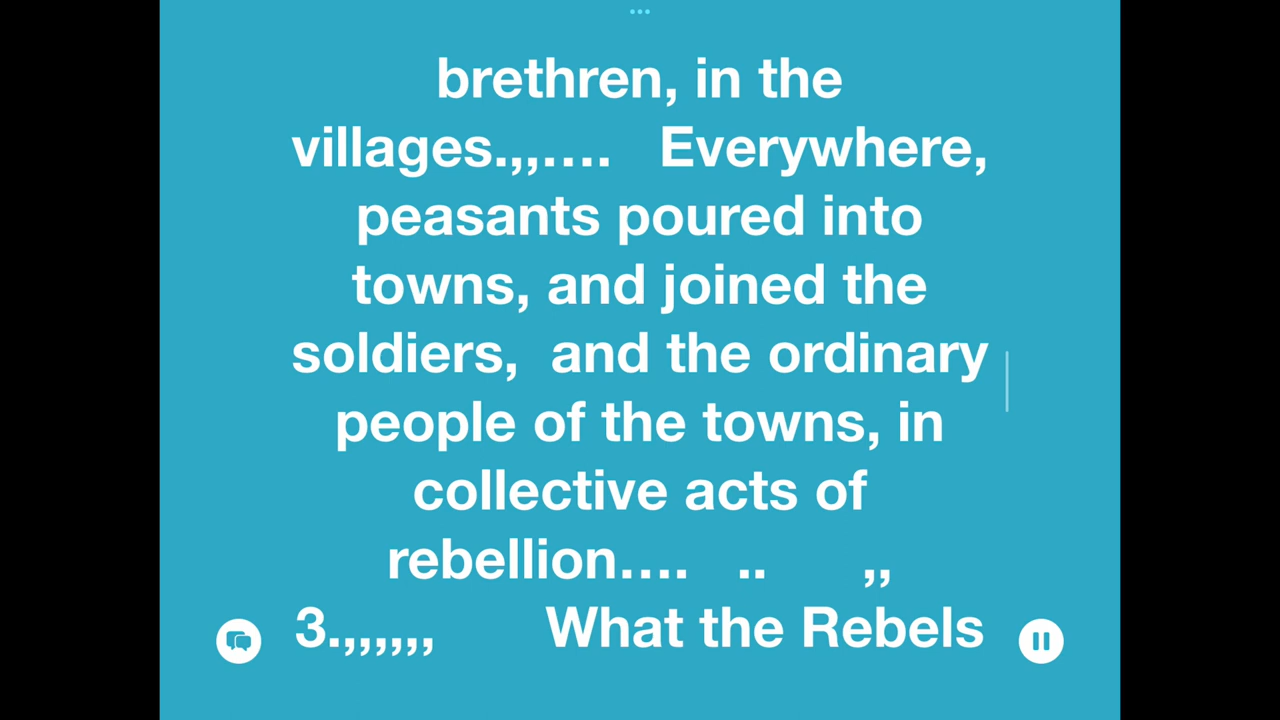 brethren, in the
villages.,,.... Everywhere,
peasants poured into
towns, and joined the
soldiers,  and the ordinary
people of the towns, in
collective acts of
rebellion.... .. ,,
3.,,,,,, What the Rebels